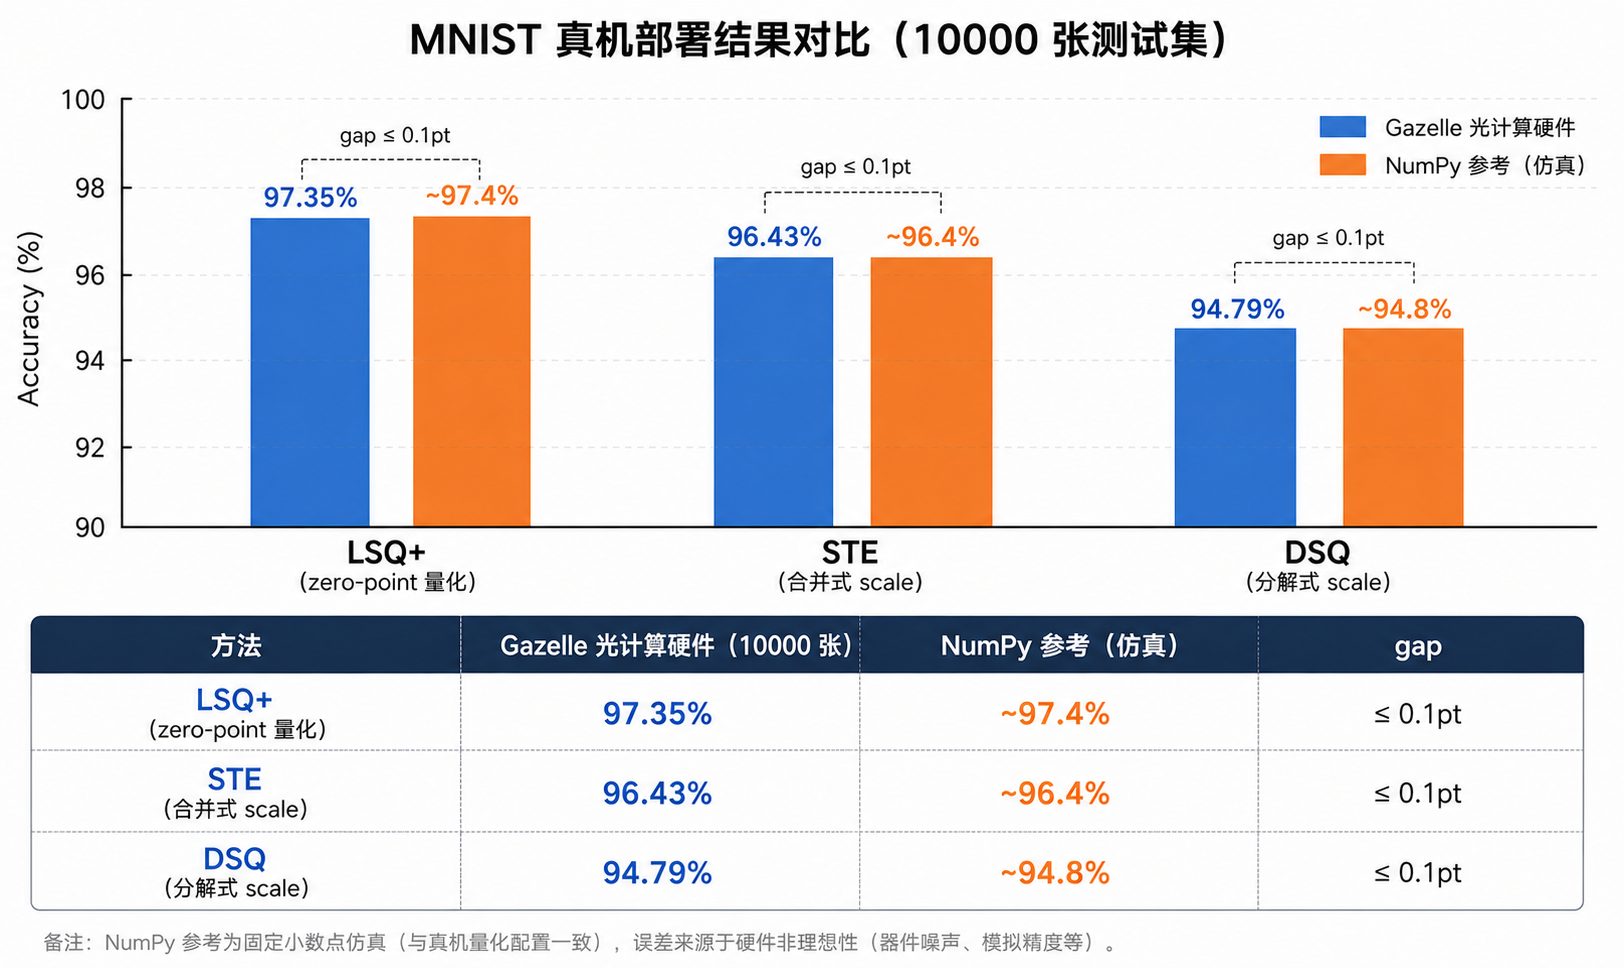 MNIST 真机部署结果对比（10000 张测试集）
Accuracy (%)
100
98
96
94
92
90
Gazelle 光计算硬件
NumPy 参考（仿真）
gap ≤ 0.1pt
97.35%
~97.4%
gap ≤ 0.1pt
96.43%
~96.4%
gap ≤ 0.1pt
94.79%
~94.8%
LSQ+
（zero-point 量化）
STE
（合并式 scale）
DSQ
（分解式 scale）
方法 Gazelle 光计算硬件（10000 张） NumPy 参考（仿真） gap
LSQ+
（zero-point 量化） 97.35% ~97.4% ≤ 0.1pt
STE
（合并式 scale） 96.43% ~96.4% ≤ 0.1pt
DSQ
（分解式 scale） 94.79% ~94.8% ≤ 0.1pt
备注：NumPy 参考为固定小数点仿真（与真机量化配置一致），误差来源于硬件非理想性（器件噪声、模拟精度等）。